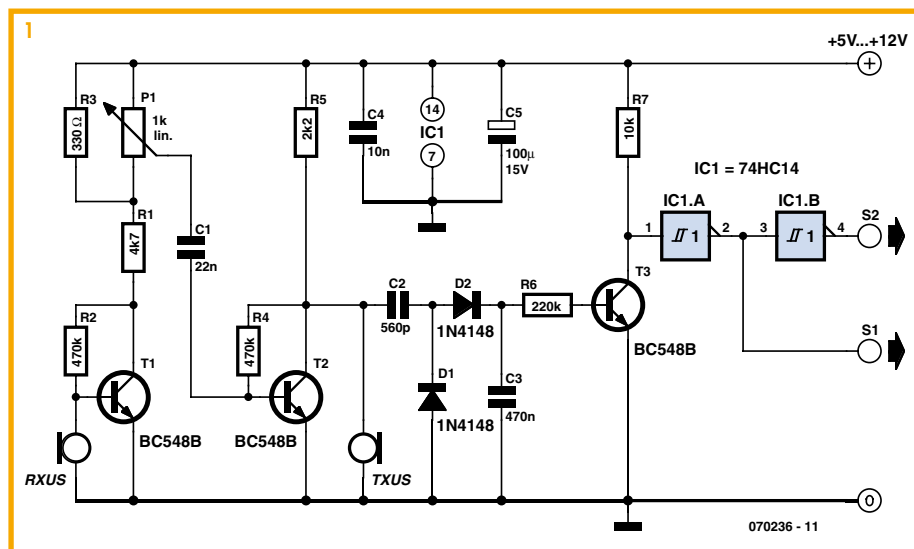 1
+5V...+12V
R3
330 Ω
P1
1k
lin.
R5
2k2
C4
10n
14
IC1
7
C5
100µ
15V
R7
10k
IC1 = 74HC14
IC1.A
IC1.B
S2
1
1
2
3
1
4
R1
4k7
C1
22n
R2
470k
T1
BC548B
R4
470k
T2
BC548B
C2
560p
D2
1N4148
R6
220k
T3
BC548B
D1
1N4148
C3
470n
S1
RXUS
TXUS
0
070236 - 11